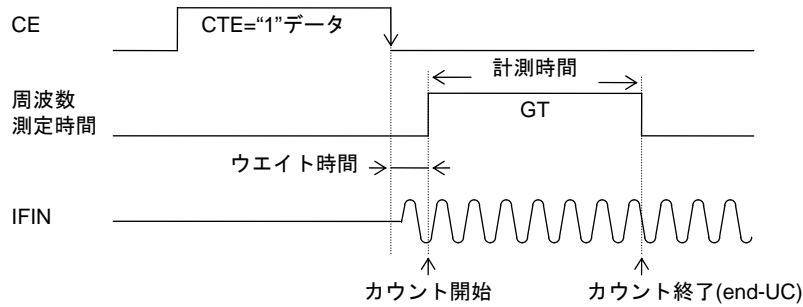 CE
CTE=“1”データ
計測時間
周波数
測定時間
GT
ウエイト時間
IFIN
カウント開始
カウント終了(end-UC)